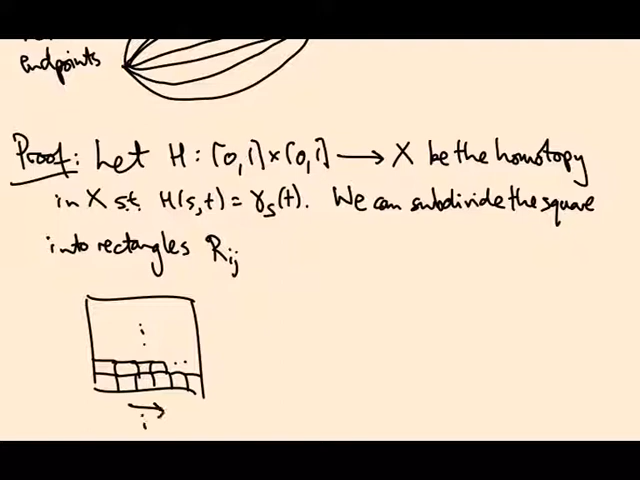 endpoints
Proof: Let H : [0,1]×[0,1] ⟶ X be the homotopy
in X s.t. H(s,t) = γₛ(t). We can subdivide the square
into rectangles Rᵢⱼ
i